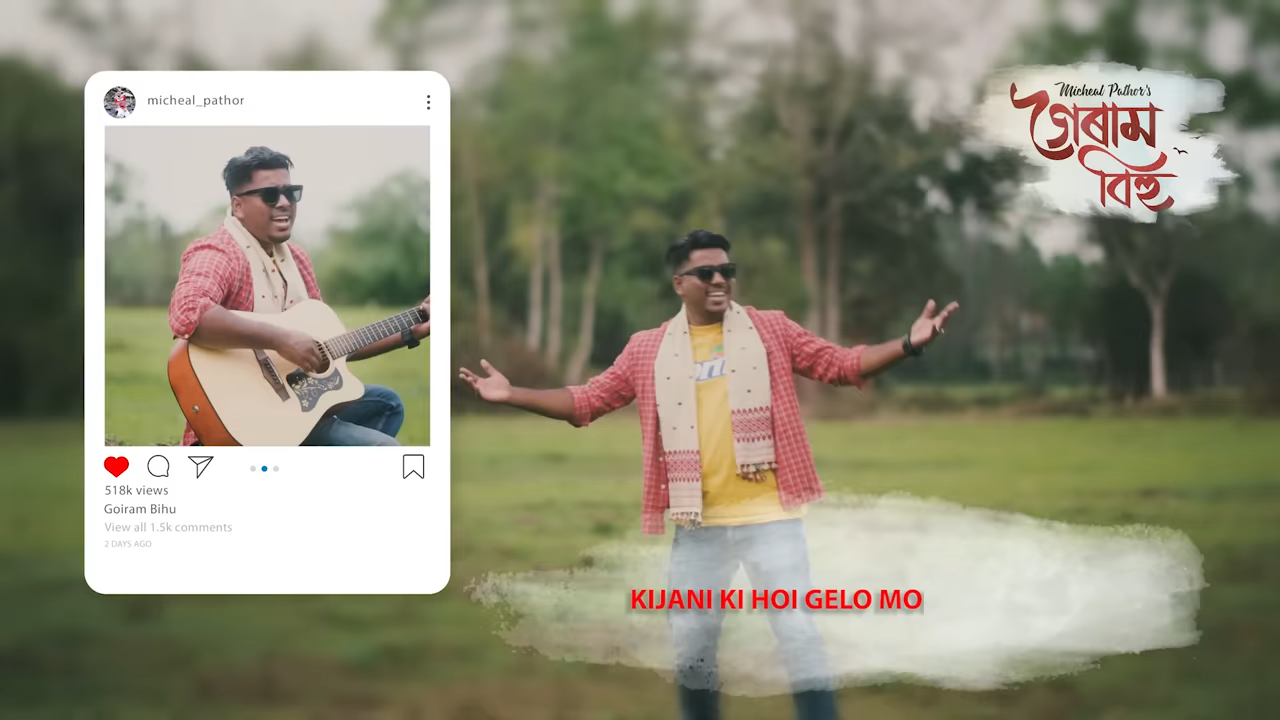 micheal_pathor
518k views
Goiram Bihu
View all 1.5k comments
2 DAYS AGO
Micheal Pathor's
গৈৰাম
বিহু
KIJANI KI HOI GELO MO